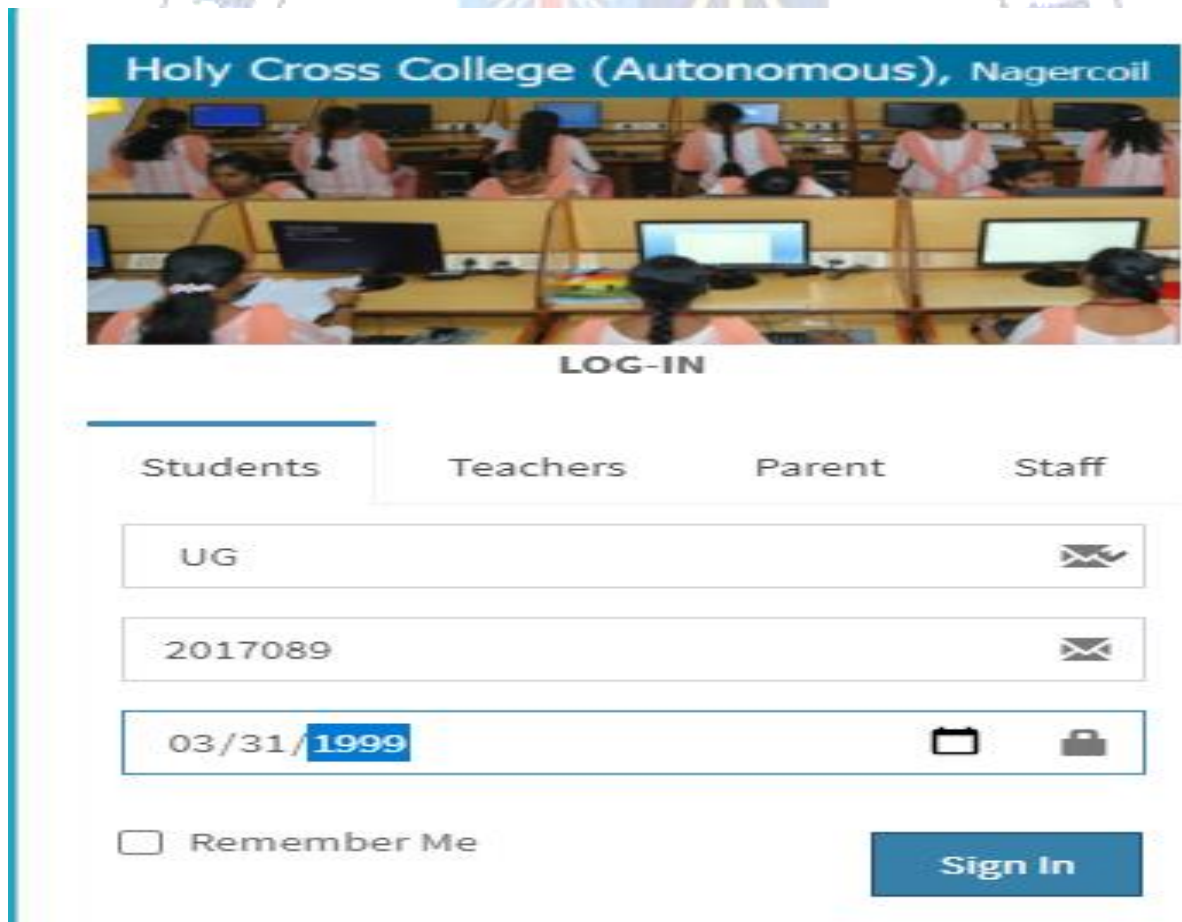 Holy Cross College (Autonomous), Nagercoil
LOG-IN
Students Teachers Parent Staff
UG
2017089
03/31/1999
Remember Me
Sign In